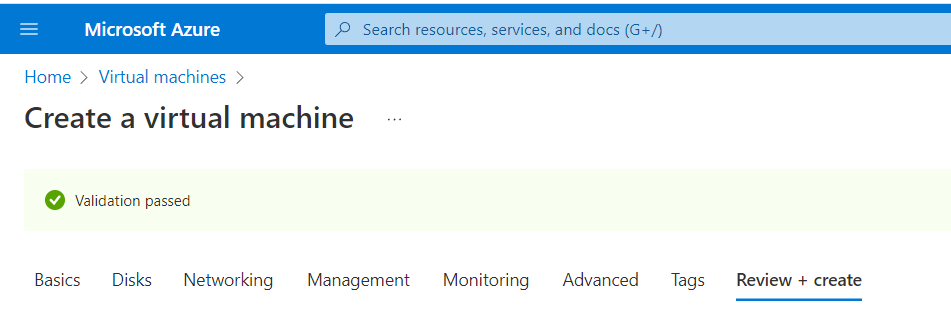 Microsoft Azure Search resources, services, and docs (G+/)
Home > Virtual machines >
Create a virtual machine ...
Validation passed
Basics Disks Networking Management Monitoring Advanced Tags Review + create